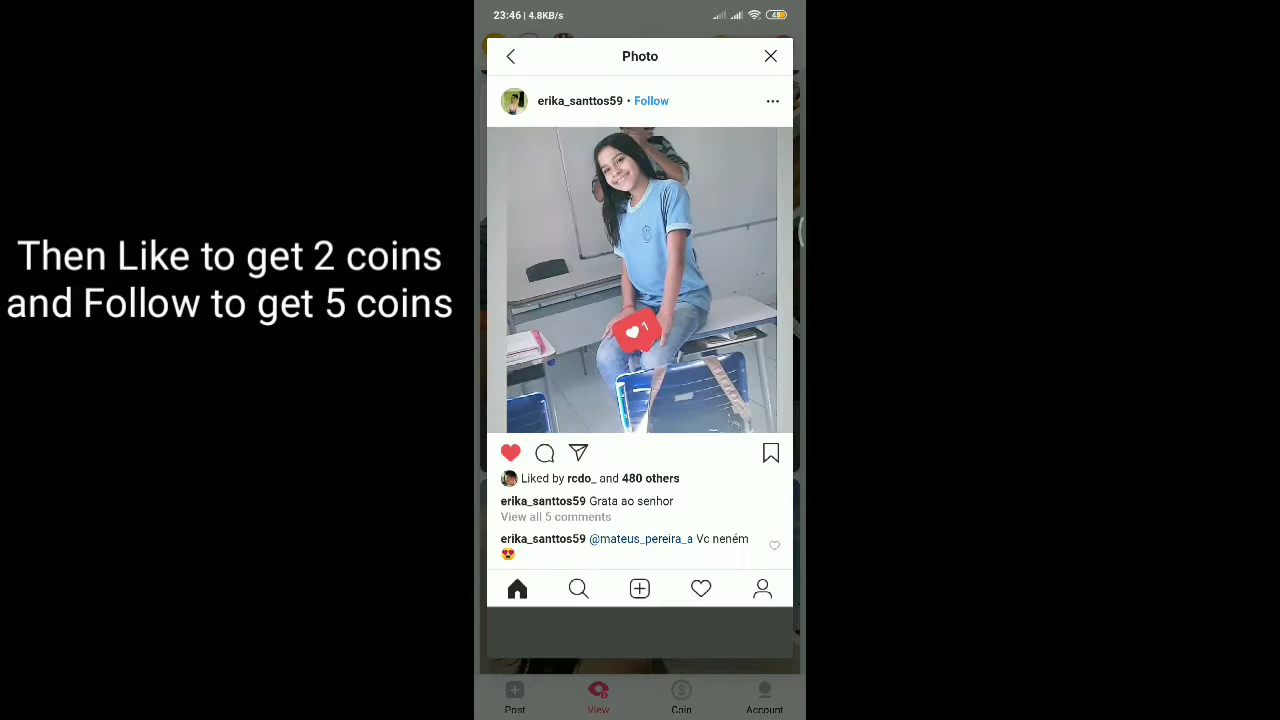 23:46 | 4.8KB/s
45
Photo
erika_santtos59 • Follow
Then Like to get 2 coins
and Follow to get 5 coins
1
Liked by rcdo_ and 480 others
erika_santtos59 Grata ao senhor
View all 5 comments
erika_santtos59 @mateus_pereira_a Vc neném
😍
Post
View
Coin
Account